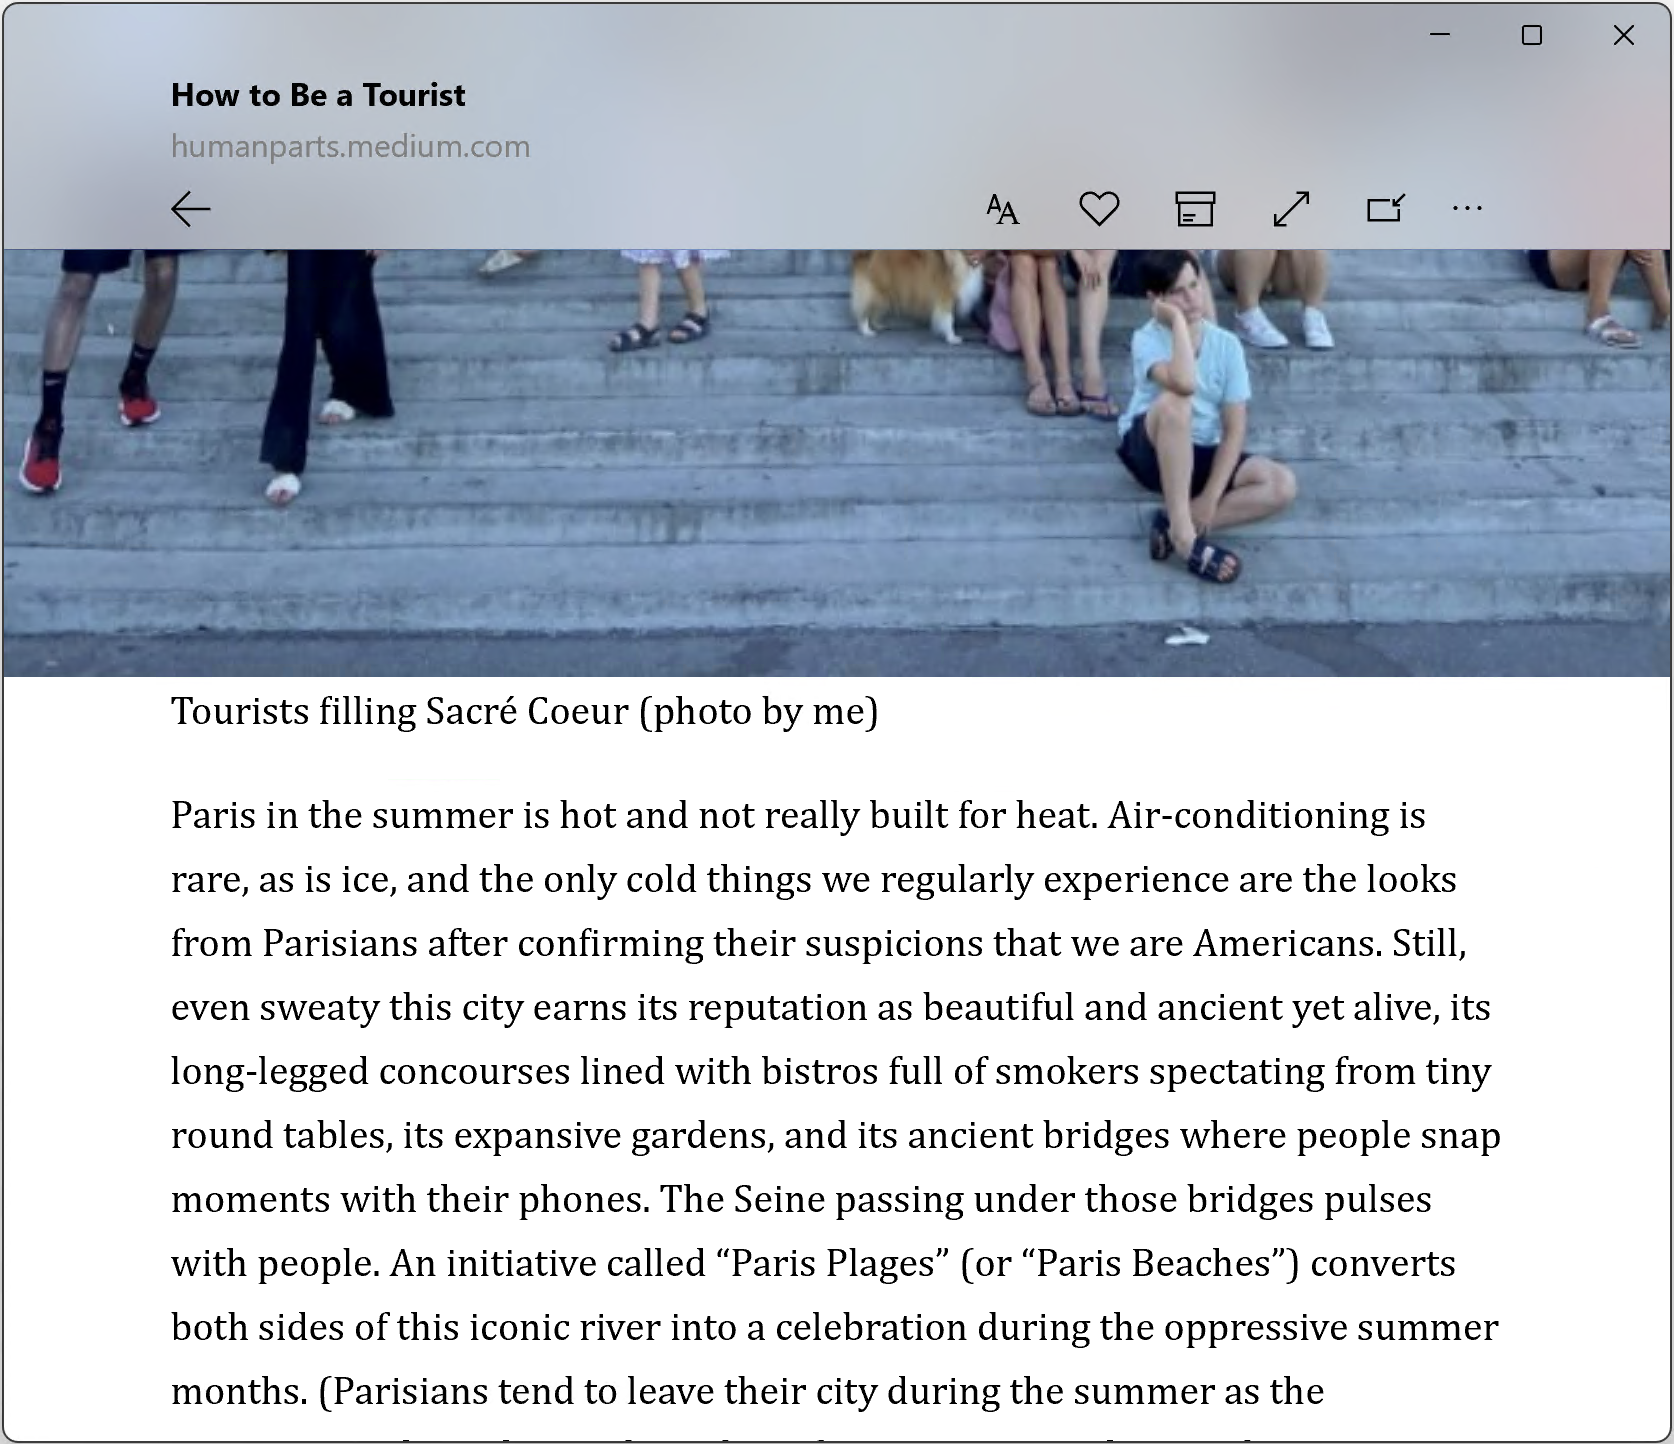 How to Be a Tourist
humanparts.medium.com
Tourists filling Sacré Coeur (photo by me)
Paris in the summer is hot and not really built for heat. Air-conditioning is
rare, as is ice, and the only cold things we regularly experience are the looks
from Parisians after confirming their suspicions that we are Americans. Still,
even sweaty this city earns its reputation as beautiful and ancient yet alive, its
long-legged concourses lined with bistros full of smokers spectating from tiny
round tables, its expansive gardens, and its ancient bridges where people snap
moments with their phones. The Seine passing under those bridges pulses
with people. An initiative called “Paris Plages” (or “Paris Beaches”) converts
both sides of this iconic river into a celebration during the oppressive summer
months. (Parisians tend to leave their city during the summer as the